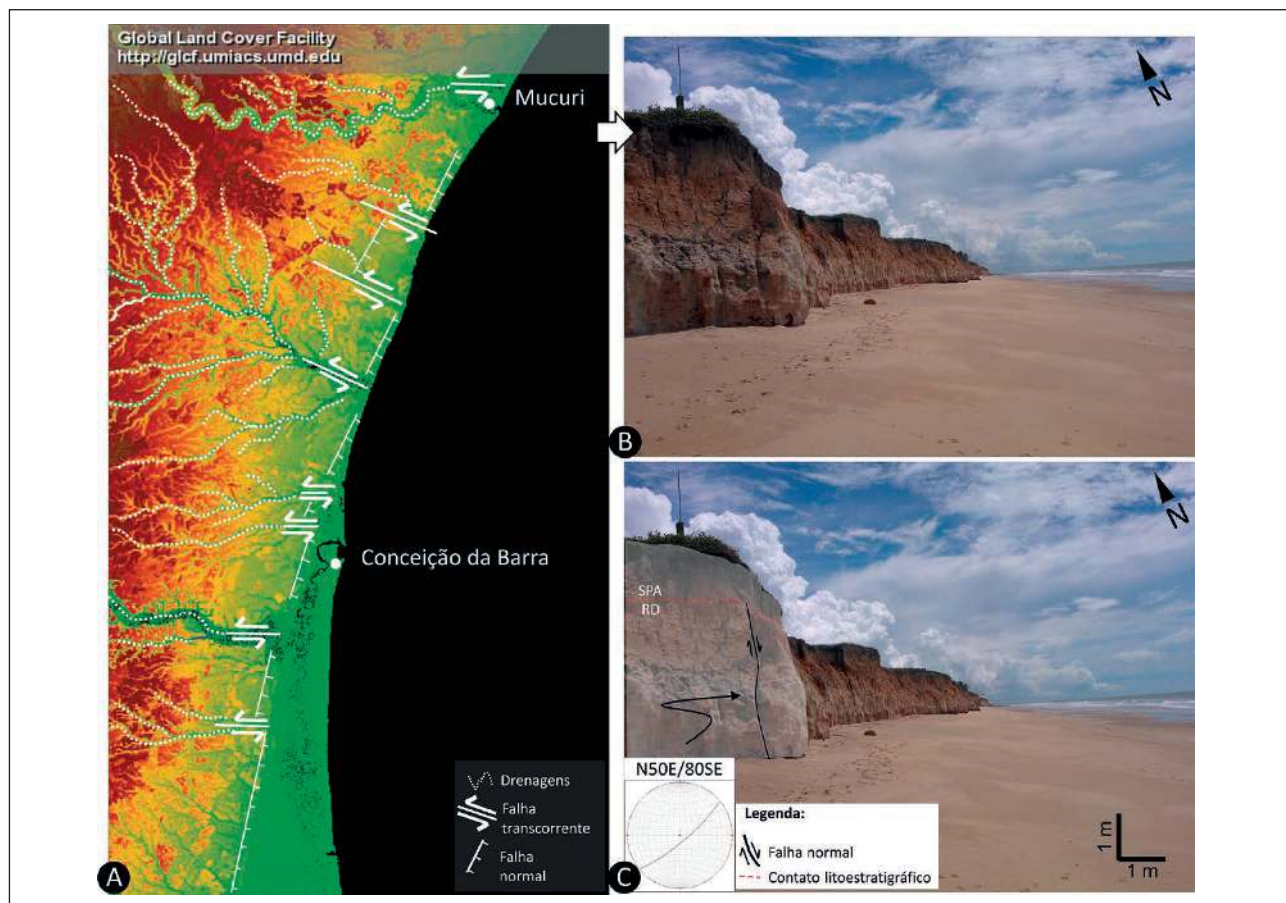 Global Land Cover Facility
http://glcf.umiacs.umd.edu
Mucuri
Conceição da Barra
Drenagens
Falha
transcorrente
Falha
normal
A
N
B
N
SPA
RD
N50E/80SE
Legenda:
Falha normal
Contato litoestratigráfico
1 m
1 m
C